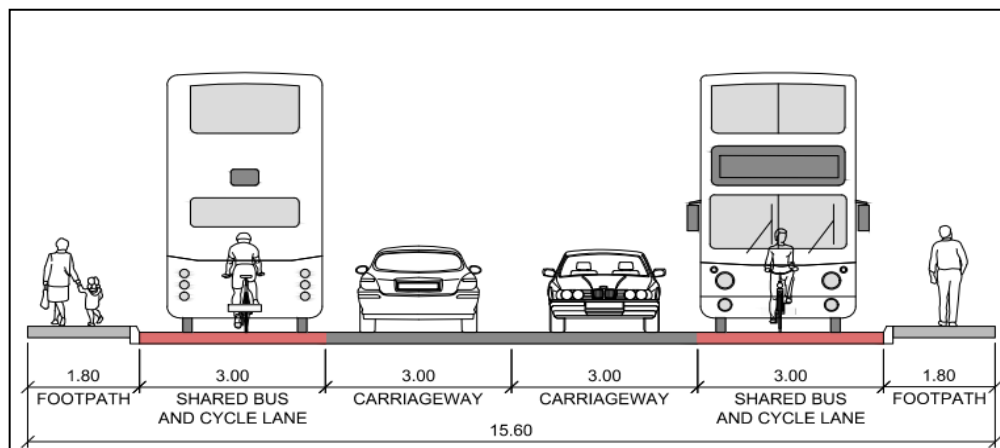 1.80 3.00 3.00 3.00 3.00 1.80
FOOTPATH SHARED BUS CARRIAGEWAY CARRIAGEWAY SHARED BUS FOOTPATH
AND CYCLE LANE AND CYCLE LANE
15.60